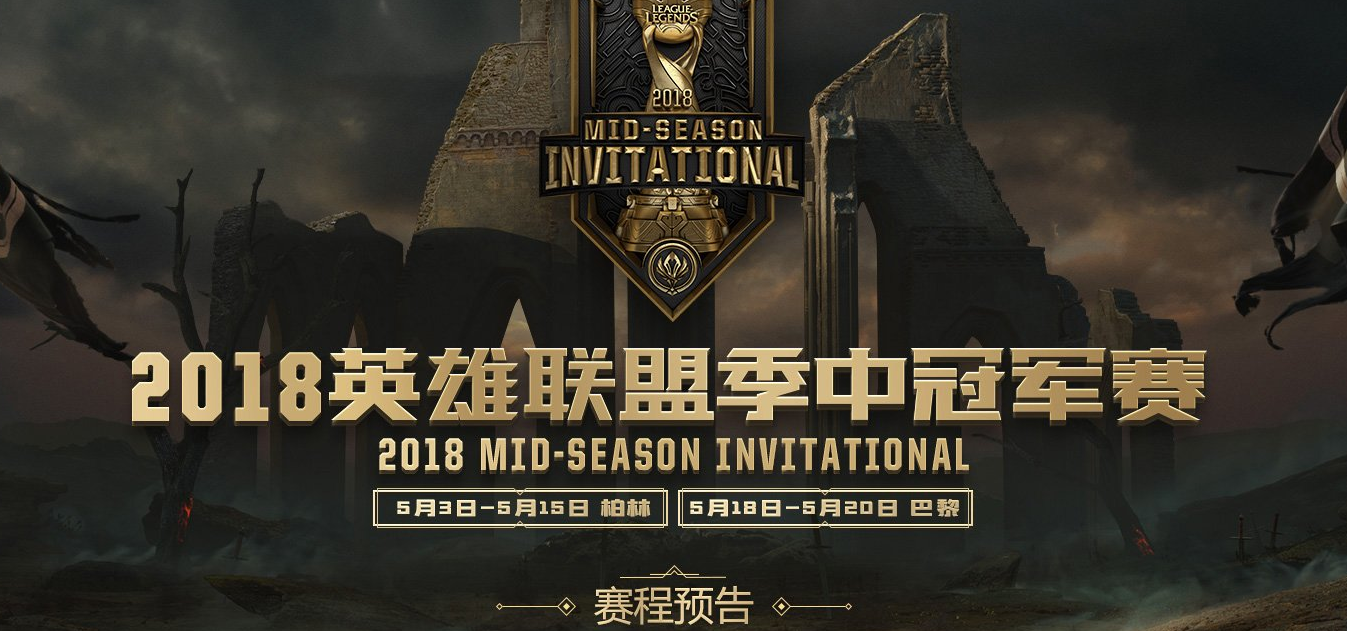 LEAGUE
LEGENDS
2018
MID-SEASON
INVITATIONAL
2018英雄联盟季中冠军赛
2018 MID-SEASON INVITATIONAL
5月3日-5月15日 柏林
5月18日-5月20日 巴黎
赛程预告